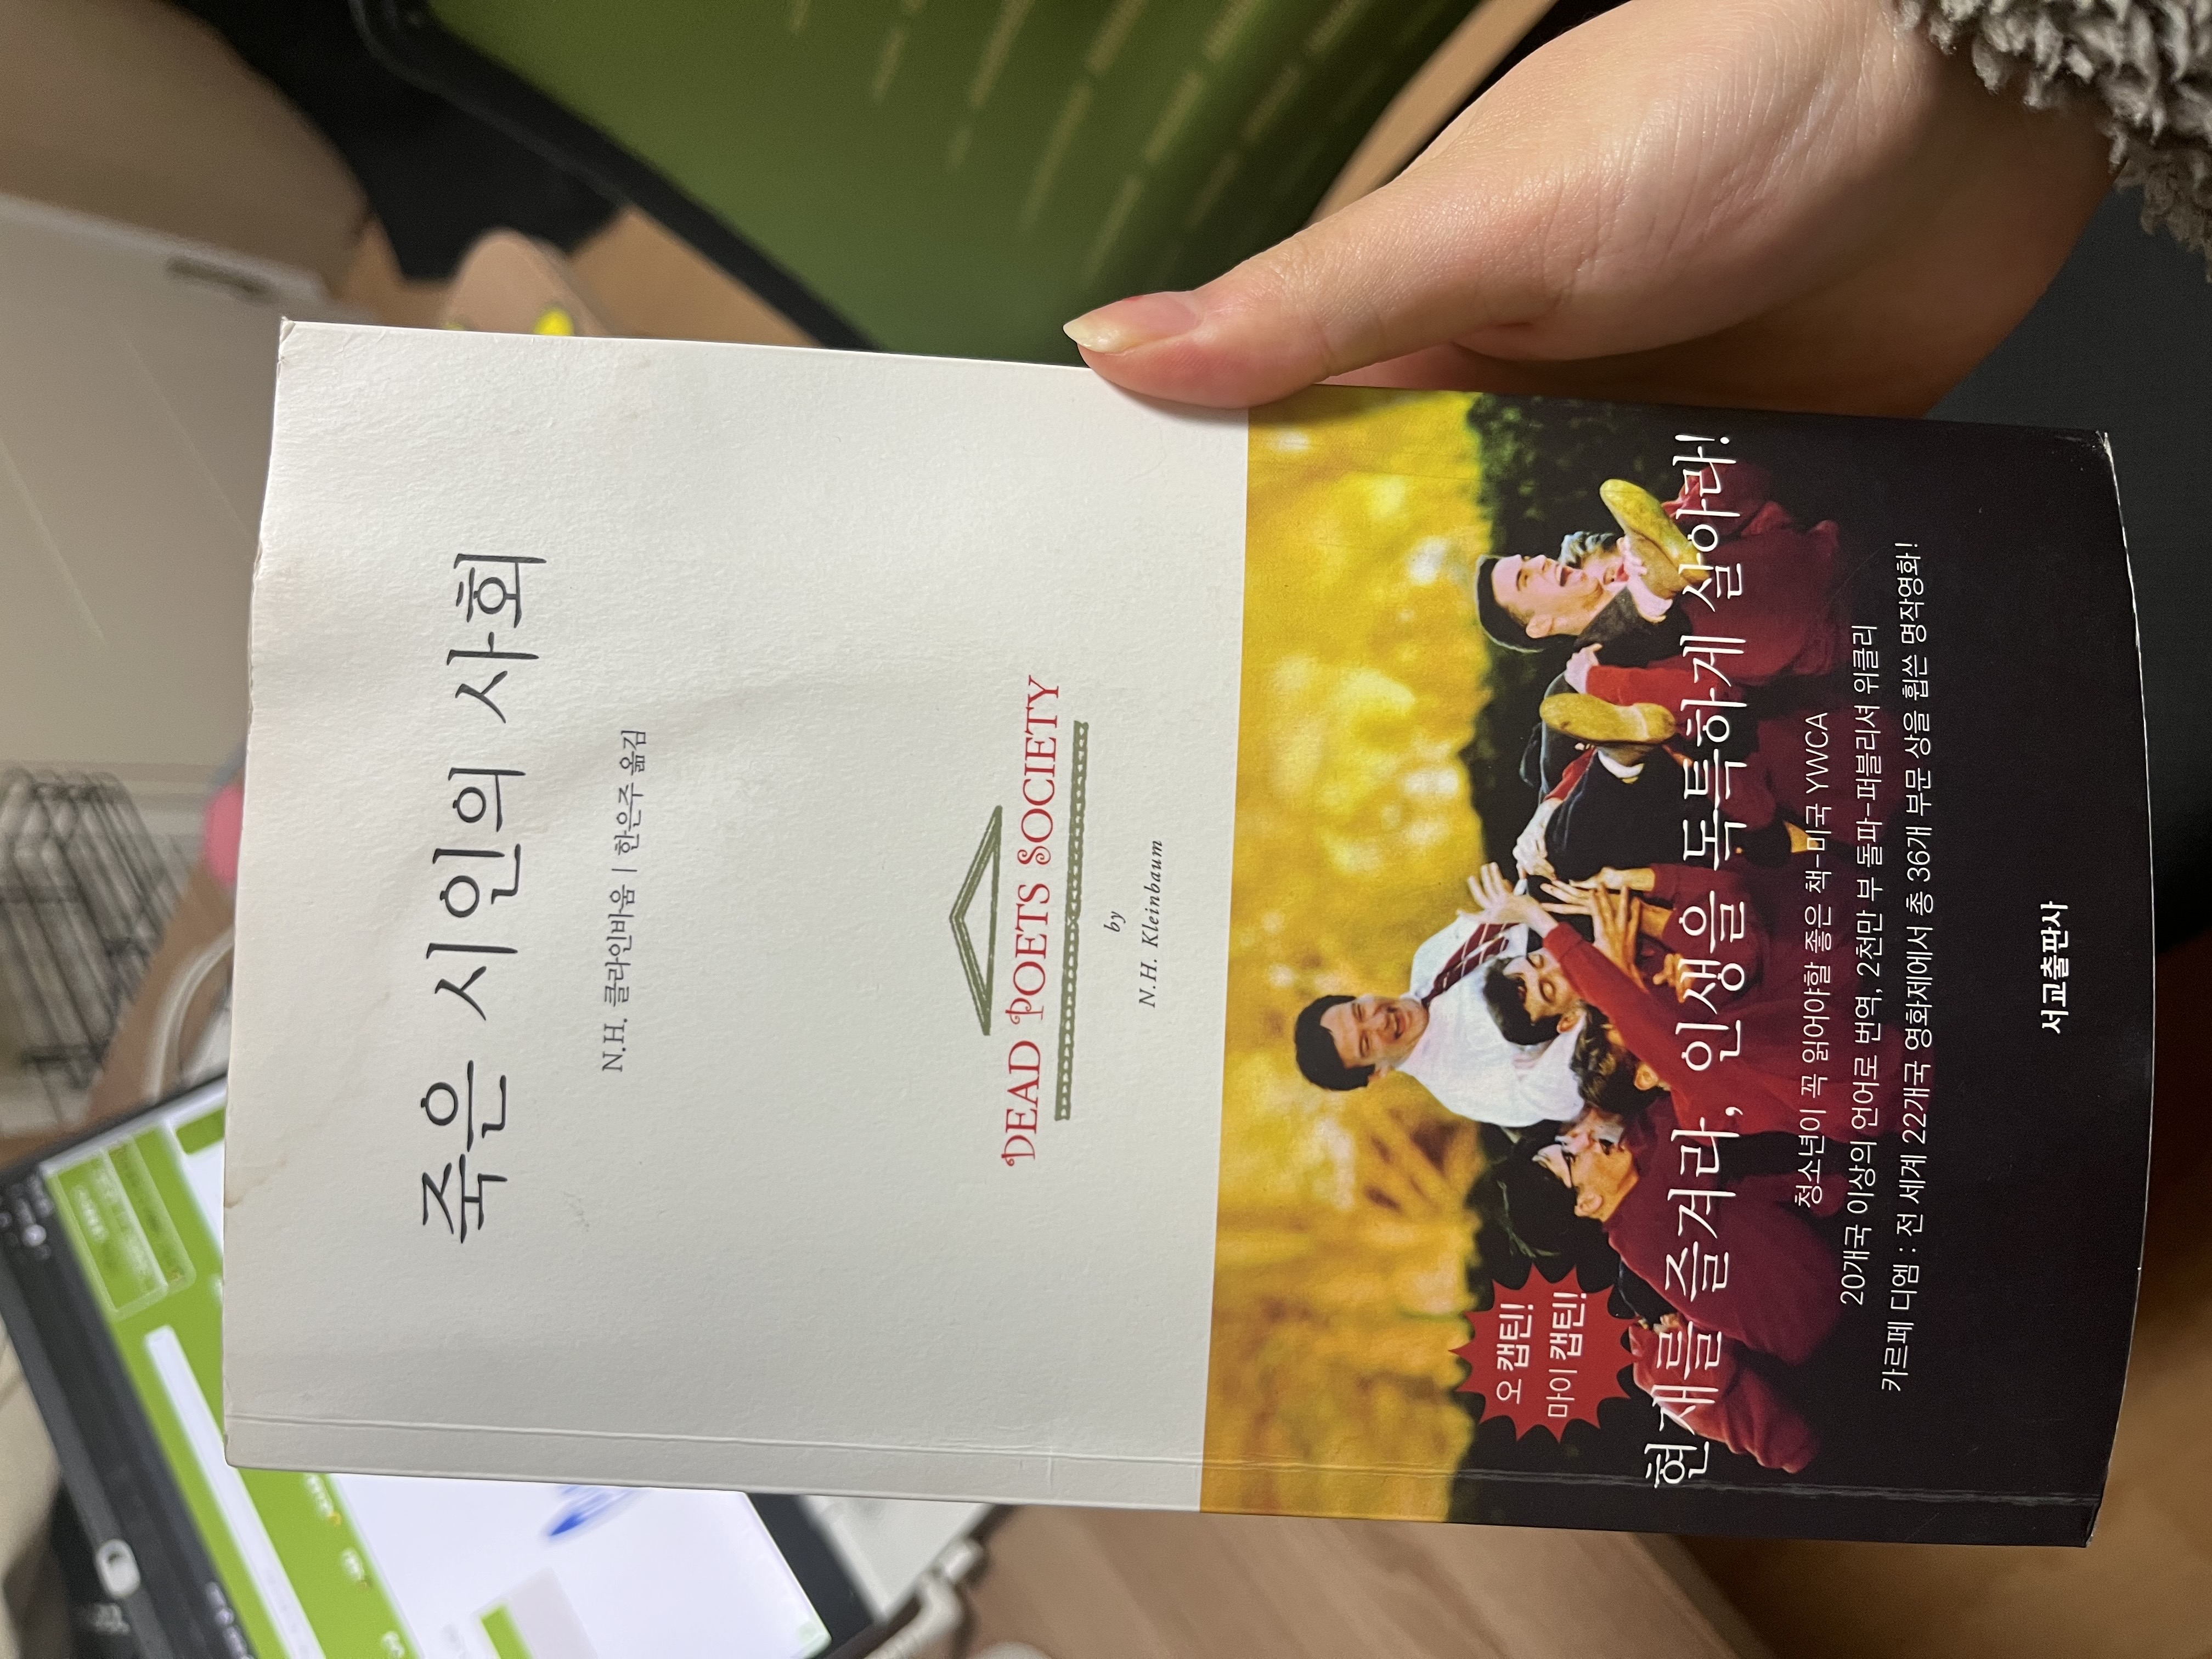 죽은 시인의 사회
N.H. 클라인바움 | 한은주 옮김
DEAD POETS SOCIETY
by
N.H. Kleinbaum
오 캡틴!
마이 캡틴!
현재를 즐겨라, 인생을 독특하게 살아라!
청소년이 꼭 읽어야할 좋은 책-미국 YWCA
20개국 이상의 언어로 번역, 2천만 부 돌파-퍼블리셔 위클리
카르페 디엠 : 전 세계 22개국 영화제에서 총 36개 부문 상을 휩쓴 명작영화!
서교출판사